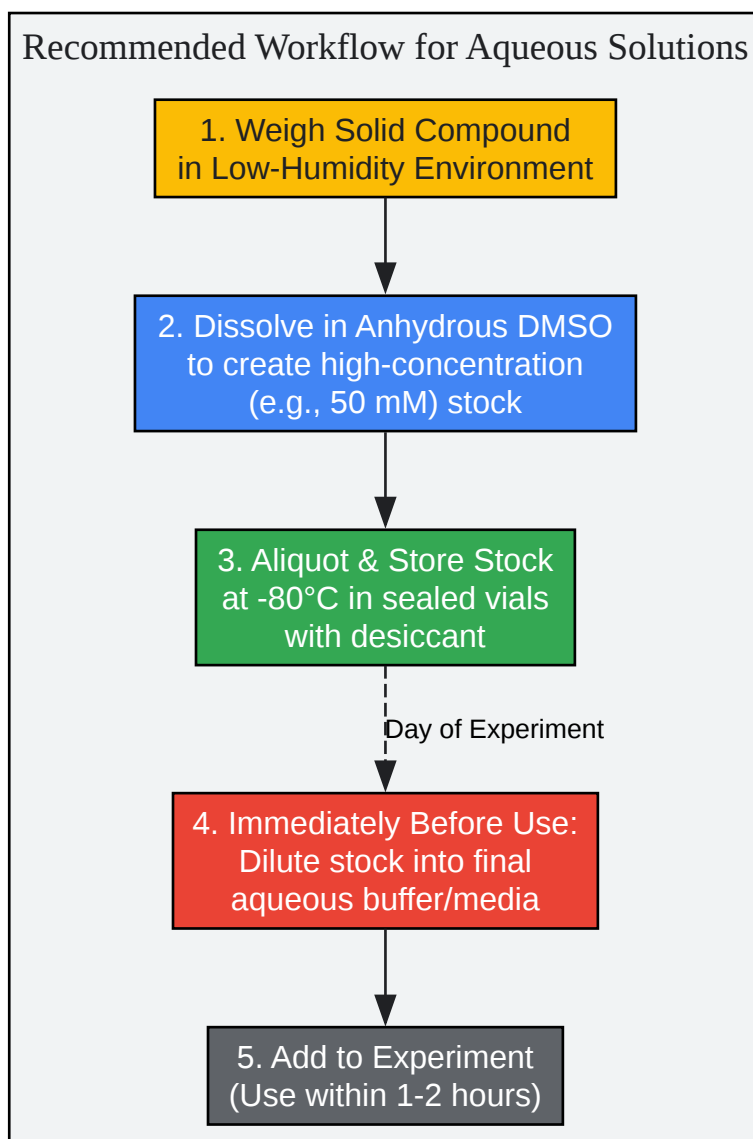 Recommended Workflow for Aqueous Solutions
1. Weigh Solid Compound
in Low-Humidity Environment
2. Dissolve in Anhydrous DMSO
to create high-concentration
(e.g., 50 mM) stock
3. Aliquot & Store Stock
at -80°C in sealed vials
with desiccant
Day of Experiment
4. Immediately Before Use:
Dilute stock into final
aqueous buffer/media
5. Add to Experiment
(Use within 1-2 hours)